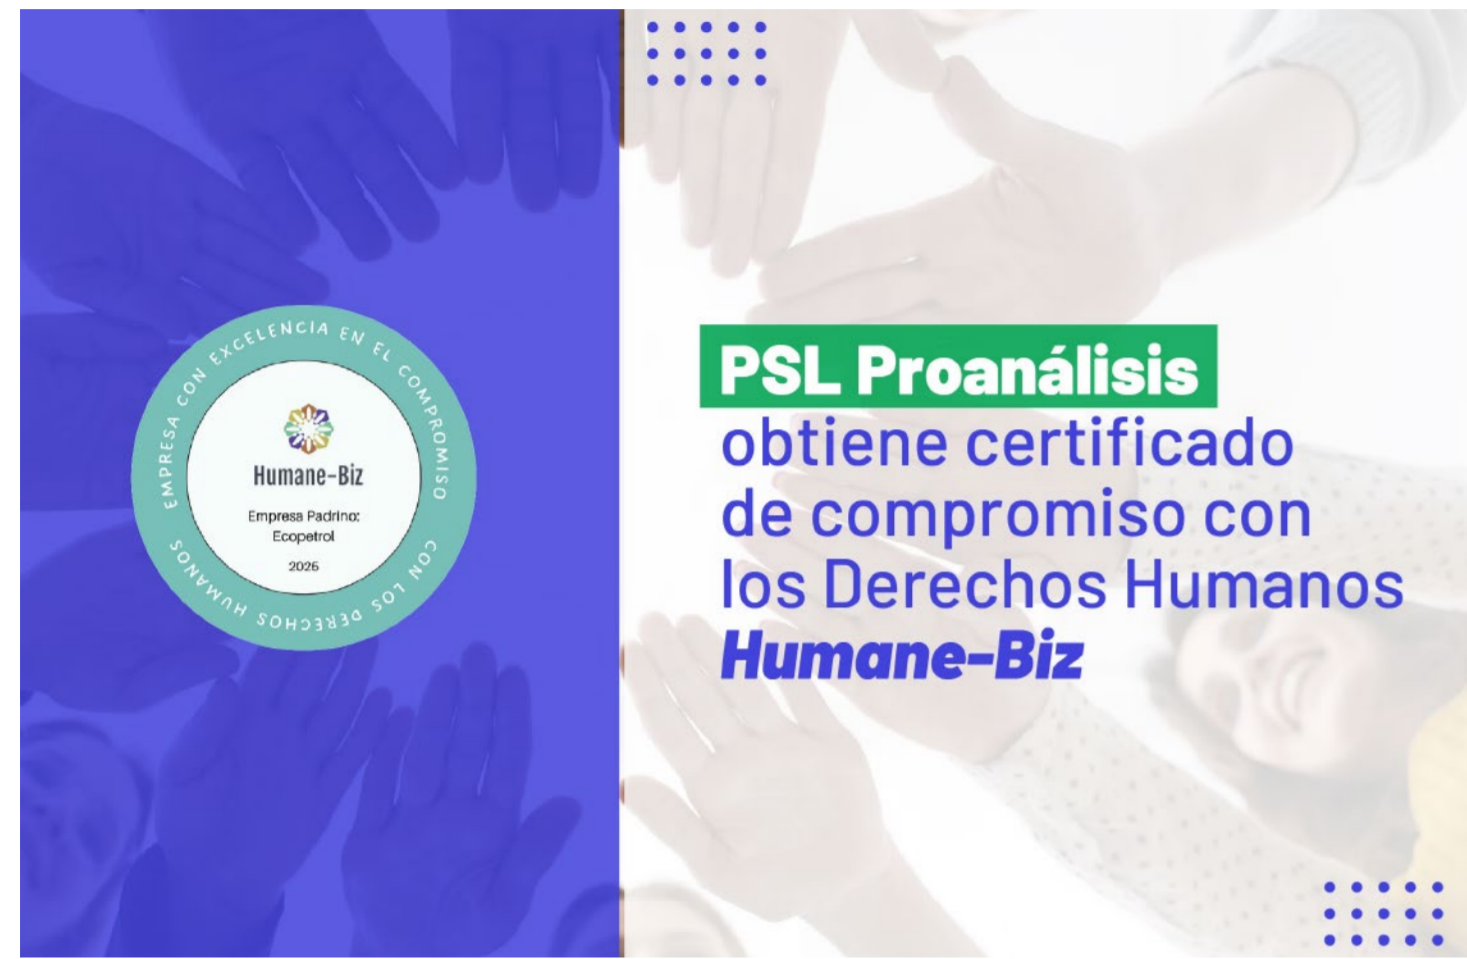 EMPRESA CON EXCELENCIA EN EL COMPROMISO
CON LOS DERECHOS HUMANOS
Humane-Biz
Empresa Padrino:
Ecopetrol
2026
PSL Proanálisis
obtiene certificado
de compromiso con
los Derechos Humanos
Humane-Biz